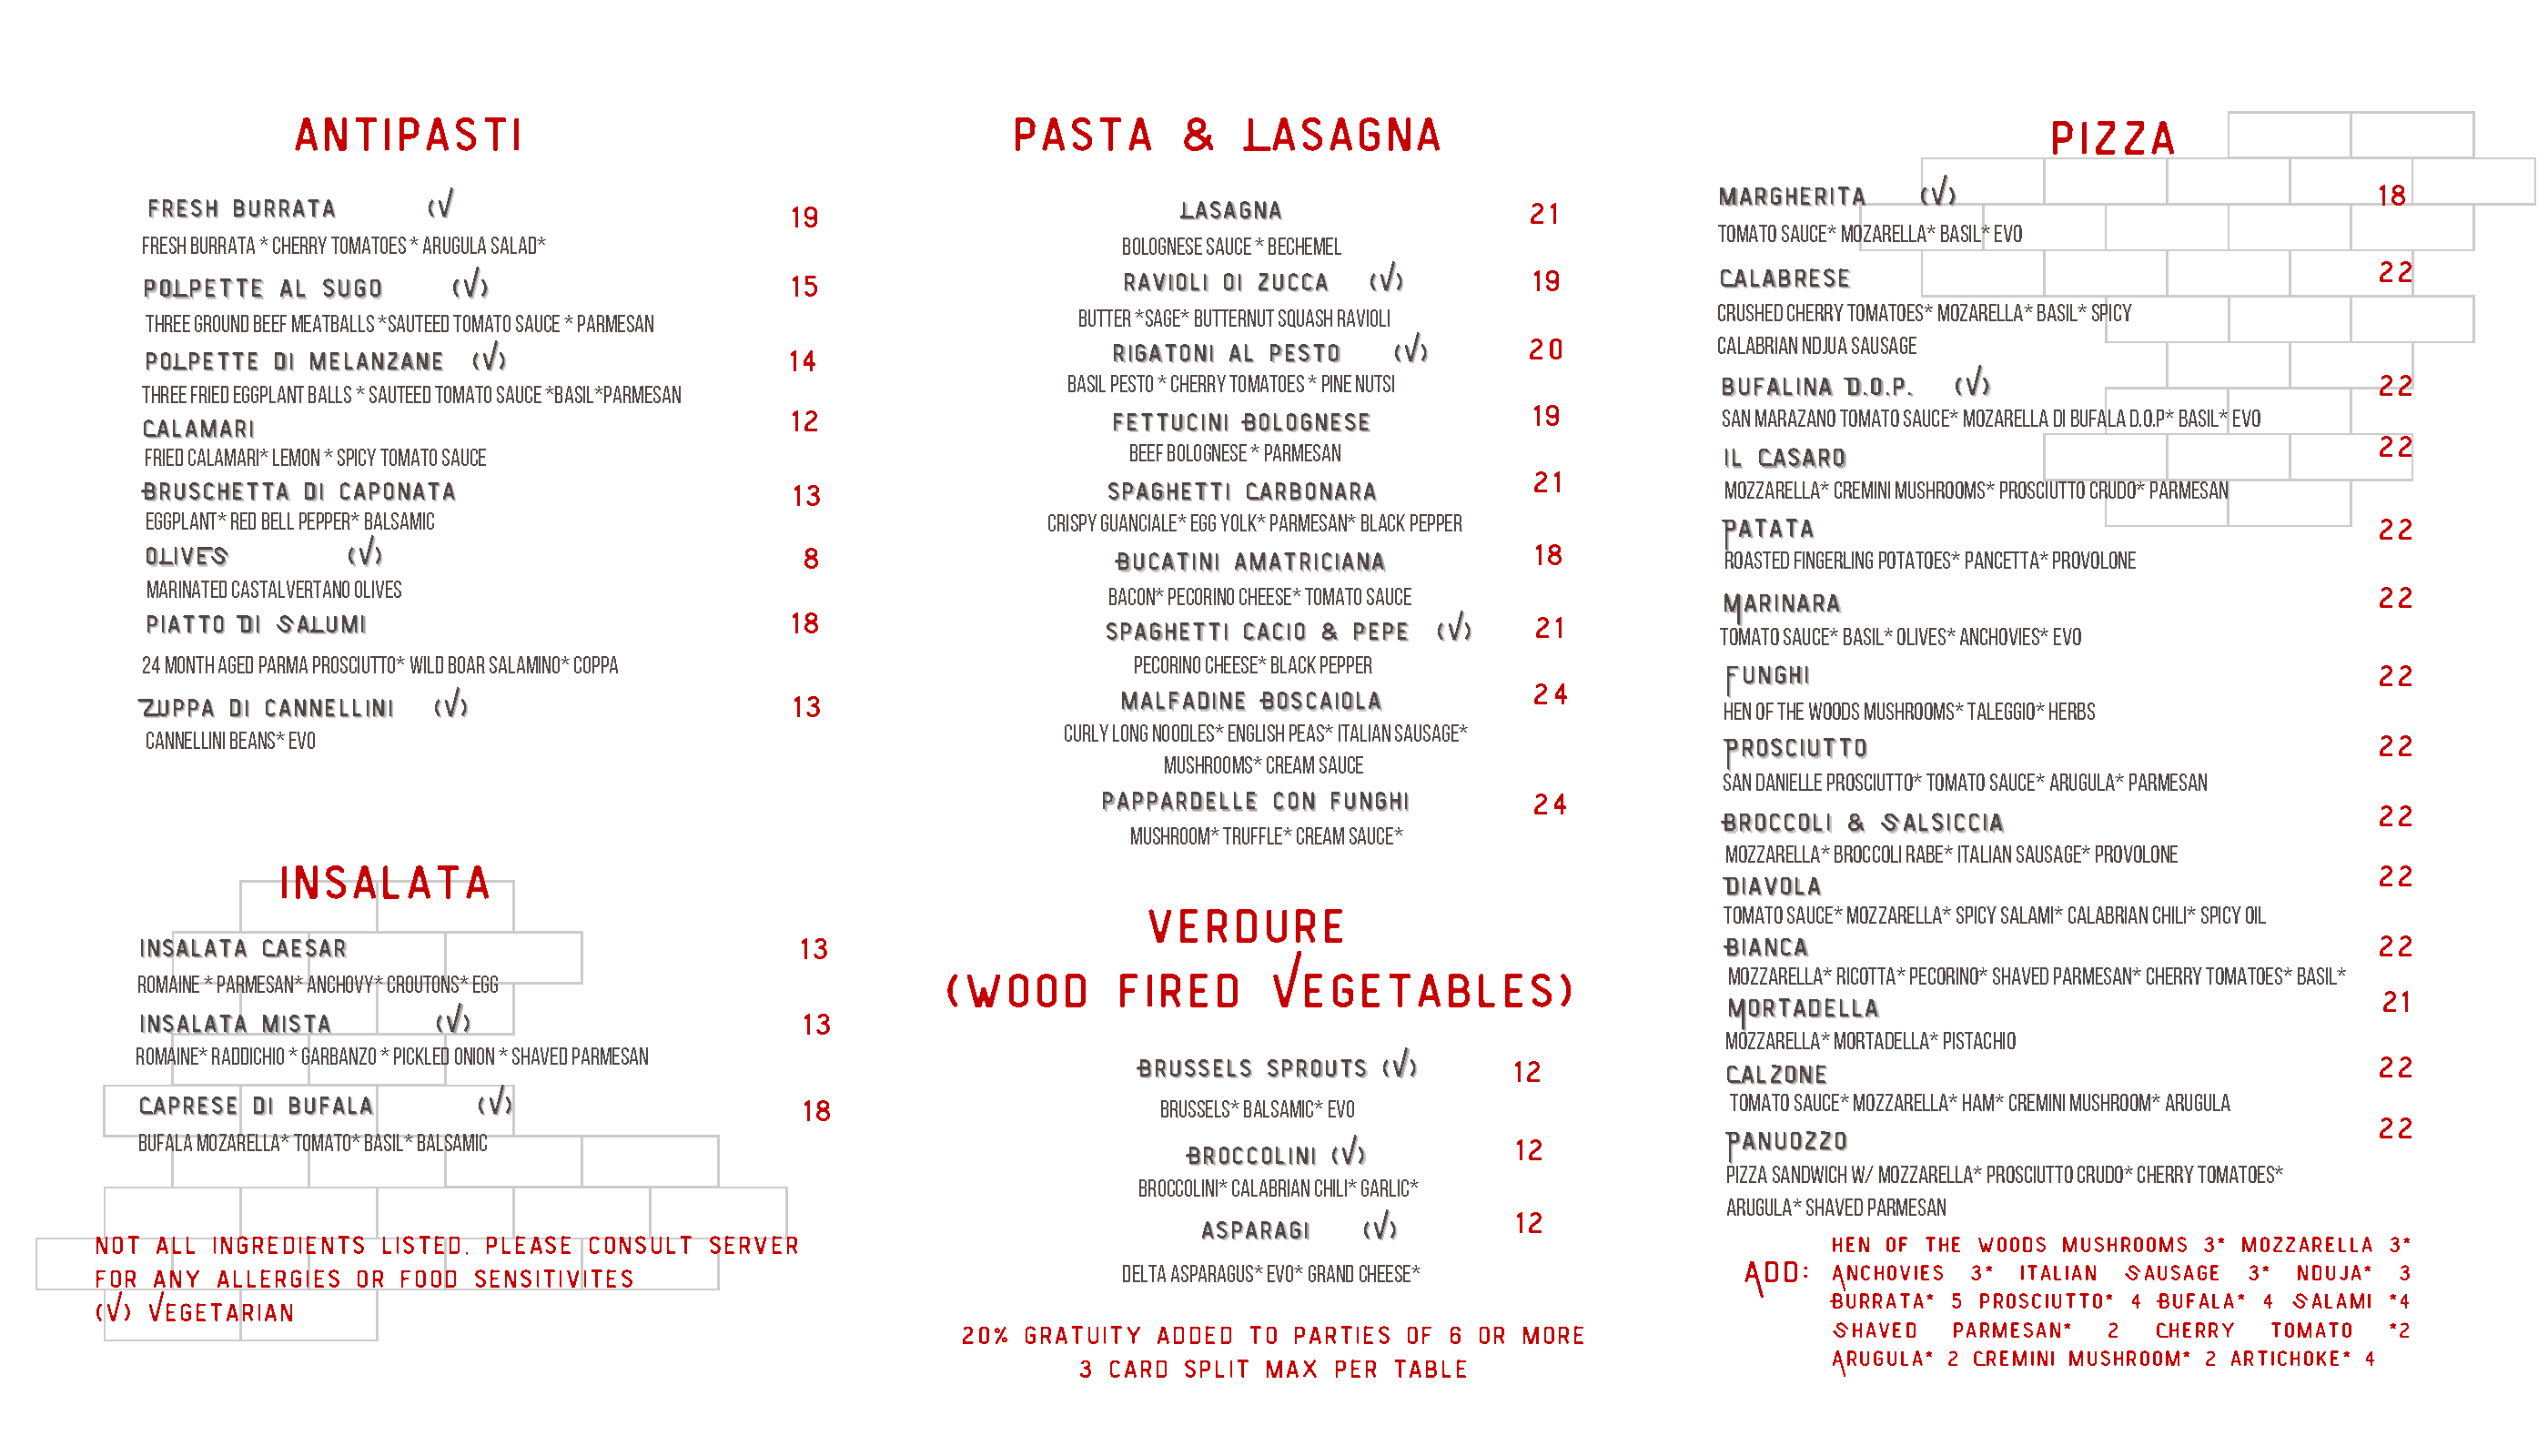 ANTIPASTI
FRESH BURRATA (V 19
FRESH BURRATA * CHERRY TOMATOES * ARUGULA SALAD*
POLPETTE AL SUGO (V) 15
THREE GROUND BEEF MEATBALLS *SAUTEED TOMATO SAUCE * PARMESAN
POLPETTE DI MELANZANE (V) 14
THREE FRIED EGGPLANT BALLS * SAUTEED TOMATO SAUCE *BASIL*PARMESAN
CALAMARI 12
FRIED CALAMARI* LEMON * SPICY TOMATO SAUCE
BRUSCHETTA DI CAPONATA 13
EGGPLANT* RED BELL PEPPER* BALSAMIC
OLIVES (V) 8
MARINATED CASTALVERTANO OLIVES
PIATTO DI SALUMI 18
24 MONTH AGED PARMA PROSCIUTTO* WILD BOAR SALAMINO* COPPA
ZUPPA DI CANNELLINI (V) 13
CANNELLINI BEANS* EVO
INSALATA
INSALATA CAESAR 13
ROMAINE * PARMESAN* ANCHOVY* CROUTONS* EGG
INSALATA MISTA (V) 13
ROMAINE* RADDICHIO * GARBANZO * PICKLED ONION * SHAVED PARMESAN
CAPRESE DI BUFALA (V) 18
BUFALA MOZARELLA* TOMATO* BASIL* BALSAMIC
NOT ALL INGREDIENTS LISTED. PLEASE CONSULT SERVER
FOR ANY ALLERGIES OR FOOD SENSITIVITES
(V) VEGETARIAN
PASTA & LASAGNA
LASAGNA 21
BOLOGNESE SAUCE * BECHEMEL
RAVIOLI DI ZUCCA (V) 19
BUTTER *SAGE* BUTTERNUT SQUASH RAVIOLI
RIGATONI AL PESTO (V) 20
BASIL PESTO * CHERRY TOMATOES * PINE NUTSI
FETTUCINI BOLOGNESE 19
BEEF BOLOGNESE * PARMESAN
SPAGHETTI CARBONARA 21
CRISPY GUANCIALE* EGG YOLK* PARMESAN* BLACK PEPPER
BUCATINI AMATRICIANA 18
BACON* PECORINO CHEESE* TOMATO SAUCE
SPAGHETTI CACIO & PEPE (V) 21
PECORINO CHEESE* BLACK PEPPER
MALFADINE BOSCAIOLA 24
CURLY LONG NOODLES* ENGLISH PEAS* ITALIAN SAUSAGE*
MUSHROOMS* CREAM SAUCE
PAPPARDELLE CON FUNGHI 24
MUSHROOM* TRUFFLE* CREAM SAUCE*
VERDURE
(WOOD FIRED VEGETABLES)
BRUSSELS SPROUTS (V) 12
BRUSSELS* BALSAMIC* EVO
BROCCOLINI (V) 12
BROCCOLINI* CALABRIAN CHILI* GARLIC*
ASPARAGI (V) 12
DELTA ASPARAGUS* EVO* GRAND CHEESE*
20% GRATUITY ADDED TO PARTIES OF 6 OR MORE
3 CARD SPLIT MAX PER TABLE
PIZZA
MARGHERITA (V) 18
TOMATO SAUCE* MOZARELLA* BASIL* EVO
CALABRESE 22
CRUSHED CHERRY TOMATOES* MOZARELLA* BASIL* SPICY
CALABRIAN NDJUA SAUSAGE
BUFALINA D.O.P. (V) 22
SAN MARAZANO TOMATO SAUCE* MOZARELLA DI BUFALA D.O.P* BASIL* EVO
IL CASARO 22
MOZZARELLA* CREMINI MUSHROOMS* PROSCIUTTO CRUDO* PARMESAN
PATATA 22
ROASTED FINGERLING POTATOES* PANCETTA* PROVOLONE
MARINARA 22
TOMATO SAUCE* BASIL* OLIVES* ANCHOVIES* EVO
FUNGHI 22
HEN OF THE WOODS MUSHROOMS* TALEGGIO* HERBS
PROSCIUTTO 22
SAN DANIELLE PROSCIUTTO* TOMATO SAUCE* ARUGULA* PARMESAN
BROCCOLI & SALSICCIA 22
MOZZARELLA* BROCCOLI RABE* ITALIAN SAUSAGE* PROVOLONE
DIAVOLA 22
TOMATO SAUCE* MOZZARELLA* SPICY SALAMI* CALABRIAN CHILI* SPICY OIL
BIANCA 22
MOZZARELLA* RICOTTA* PECORINO* SHAVED PARMESAN* CHERRY TOMATOES* BASIL*
MORTADELLA 21
MOZZARELLA* MORTADELLA* PISTACHIO
CALZONE 22
TOMATO SAUCE* MOZZARELLA* HAM* CREMINI MUSHROOM* ARUGULA
PANUOZZO 22
PIZZA SANDWICH W/ MOZZARELLA* PROSCIUTTO CRUDO* CHERRY TOMATOES*
ARUGULA* SHAVED PARMESAN
HEN OF THE WOODS MUSHROOMS 3* MOZZARELLA 3*
ADD: ANCHOVIES 3* ITALIAN SAUSAGE 3* NDUJA* 3
BURRATA* 5 PROSCIUTTO* 4 BUFALA* 4 SALAMI *4
SHAVED PARMESAN* 2 CHERRY TOMATO *2
ARUGULA* 2 CREMINI MUSHROOM* 2 ARTICHOKE* 4